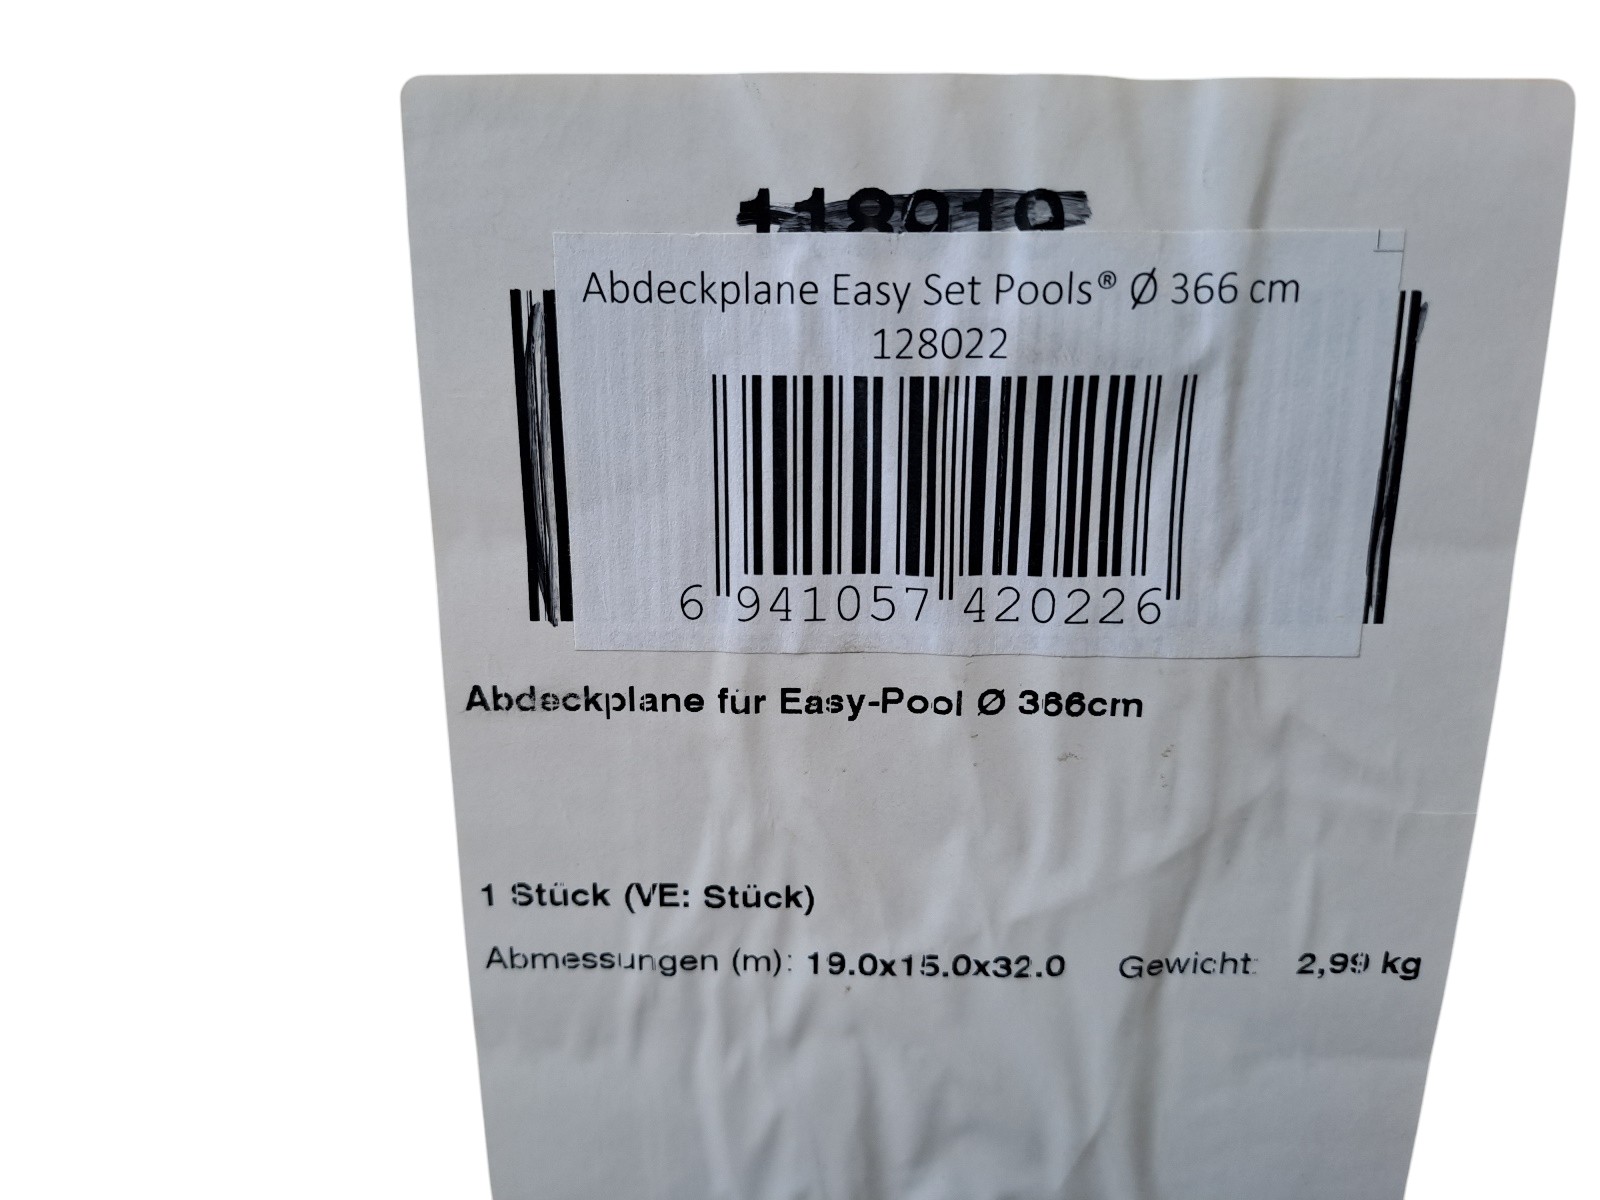 118919
Abdeckplane Easy Set Pools® Ø 366 cm
128022
6 941057 420226
Abdeckplane für Easy-Pool Ø 366cm
1 Stück (VE: Stück)
Abmessungen (m): 19.0x15.0x32.0 Gewicht: 2,99 kg